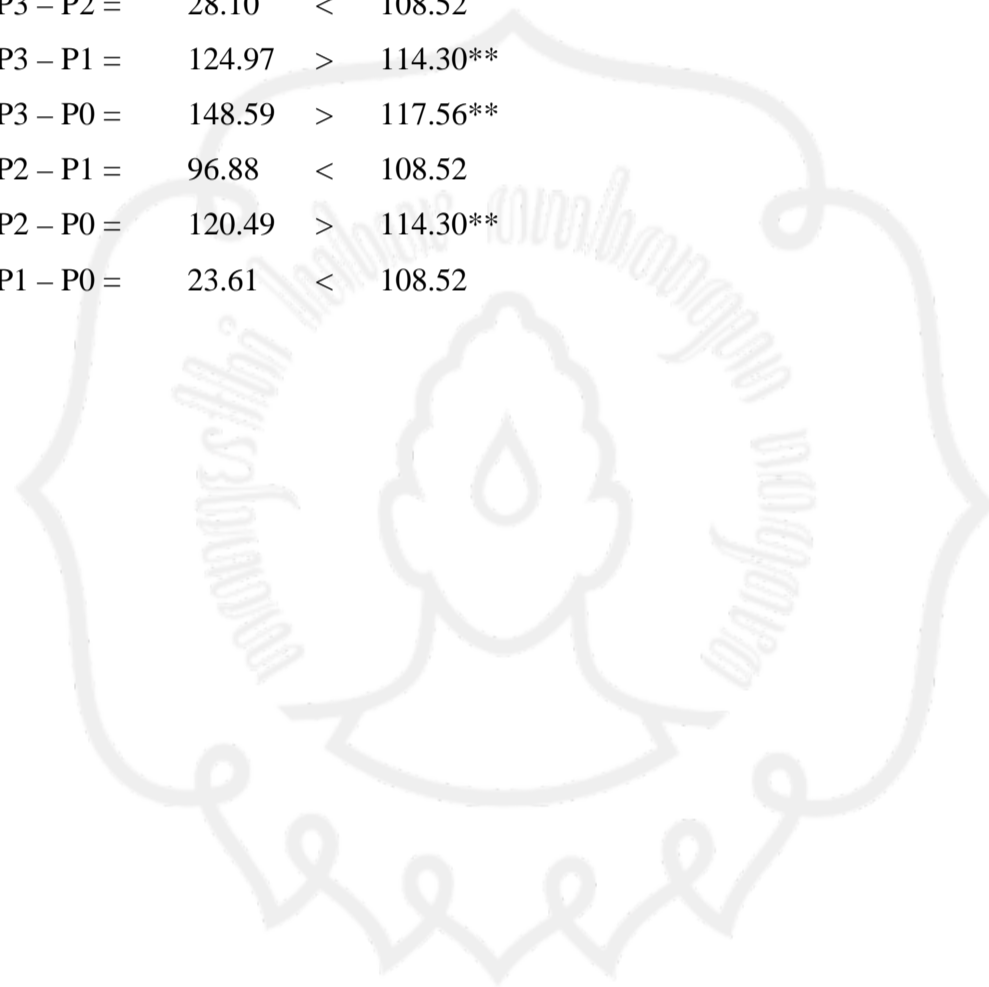 P3 – P2 = 28.10 < 108.52
P3 – P1 = 124.97 > 114.30**
P3 – P0 = 148.59 > 117.56**
P2 – P1 = 96.88 < 108.52
P2 – P0 = 120.49 > 114.30**
P1 – P0 = 23.61 < 108.52